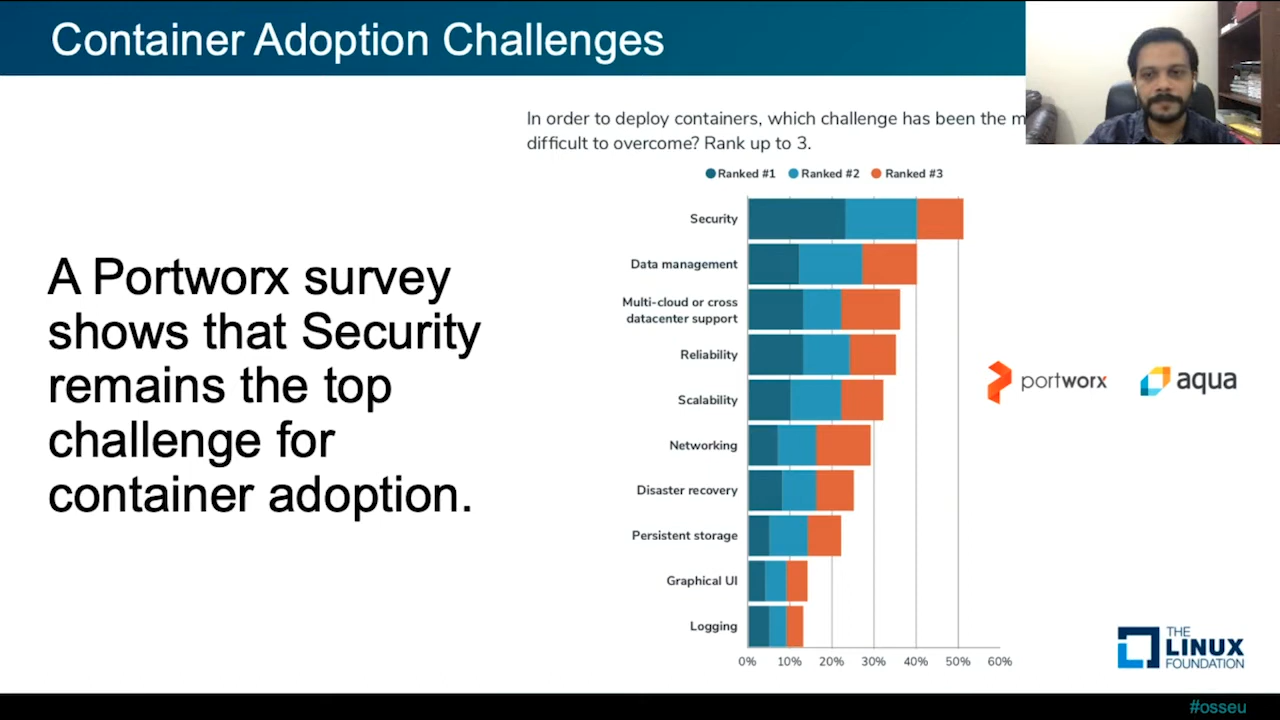 Container Adoption Challenges
In order to deploy containers, which challenge has been the
difficult to overcome? Rank up to 3.
Ranked #1 Ranked #2 Ranked #3
Security
Data management
Multi-cloud or cross
datacenter support
Reliability
Scalability
Networking
Disaster recovery
Persistent storage
Graphical UI
Logging
0% 10% 20% 30% 40% 50% 60%
A Portworx survey
shows that Security
remains the top
challenge for
container adoption.
portworx
aqua
THE
LINUX
FOUNDATION
#osseu